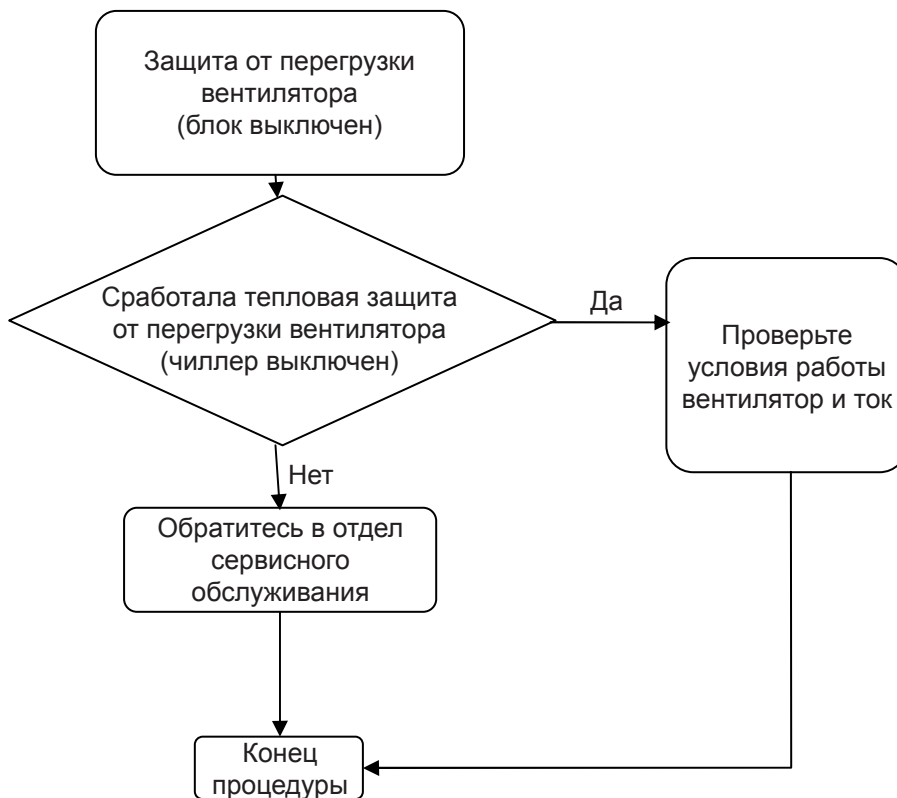 Защита от перегрузки
вентилятора
(блок выключен)
Сработала тепловая защита
от перегрузки вентилятора
(чиллер выключен)
Да
Проверьте
условия работы
вентилятор и ток
Нет
Обратитесь в отдел
сервисного
обслуживания
Конец
процедуры